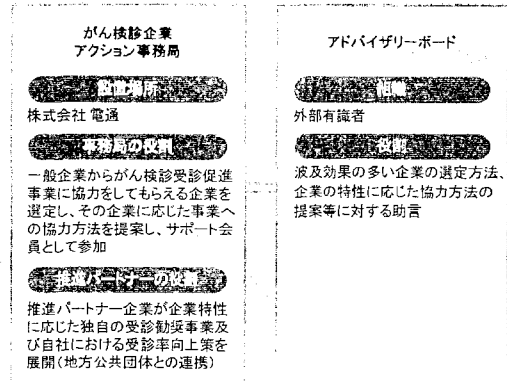 がん検診企業
アクション事務局
設置場所
株式会社 電通
事務局の役割
一般企業からがん検診受診促進
事業に協力をしてもらえる企業を
選定し、その企業に応じた事業へ
の協力方法を提案し、サポート会
員として参加
推進パートナーの役割
推進パートナー企業が企業特性
に応じた独自の受診勧奨事業及
び自社における受診率向上策を
展開(地方公共団体との連携)
アドバイザリーボード
組織
外部有識者
役割
波及効果の多い企業の選定方法、
企業の特性に応じた協力方法の
提案等に対する助言